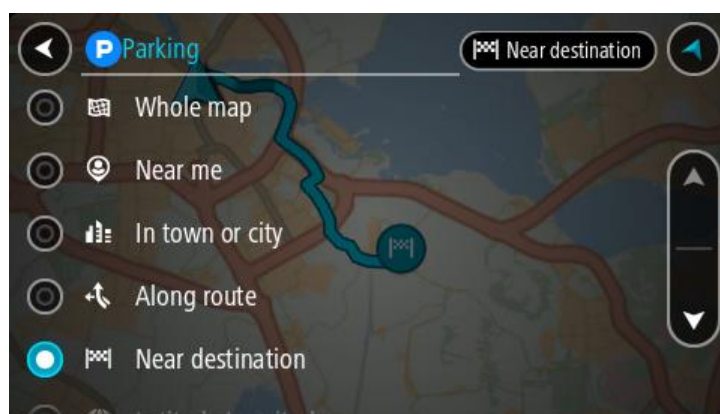 P Parking
Near destination
Whole map
Near me
In town or city
Along route
Near destination